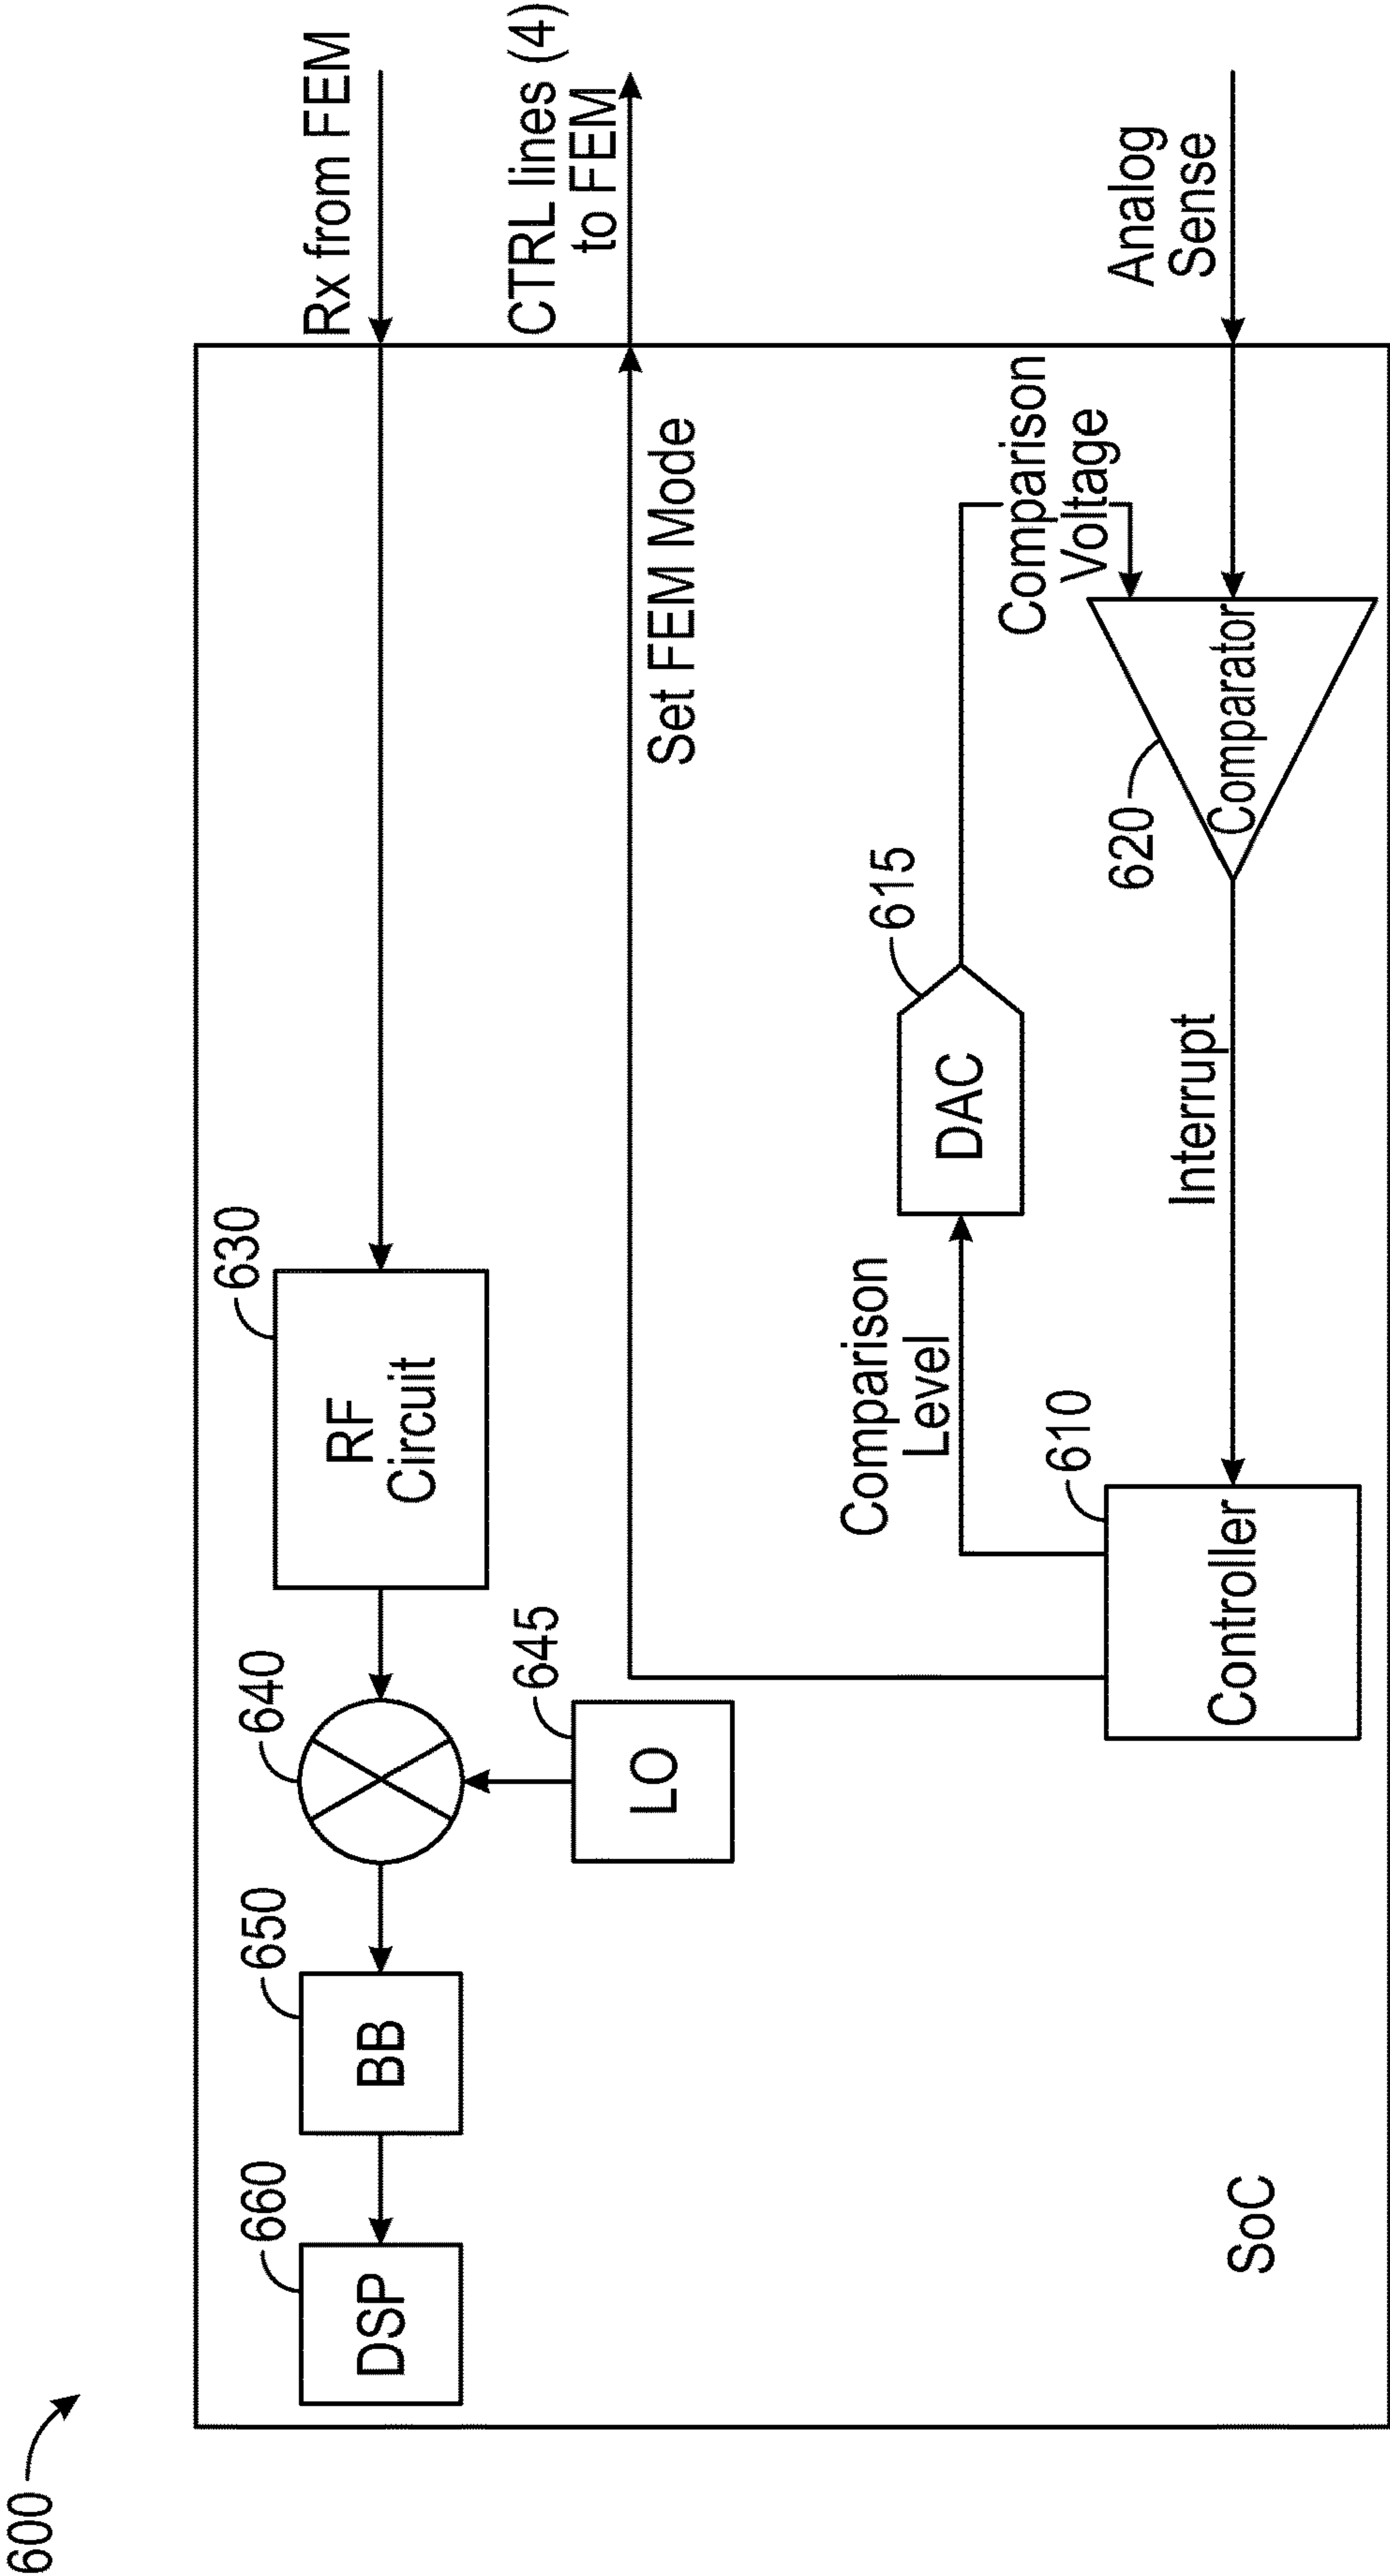 600
660
DSP
650
BB
640
645
LO
630
RF
Circuit
Rx from FEM
CTRL lines (4)
to FEM
Set FEM Mode
Comparison
Level
615
DAC
Comparison
Voltage
Analog
Sense
610
Controller
Interrupt
620
Comparator
SoC